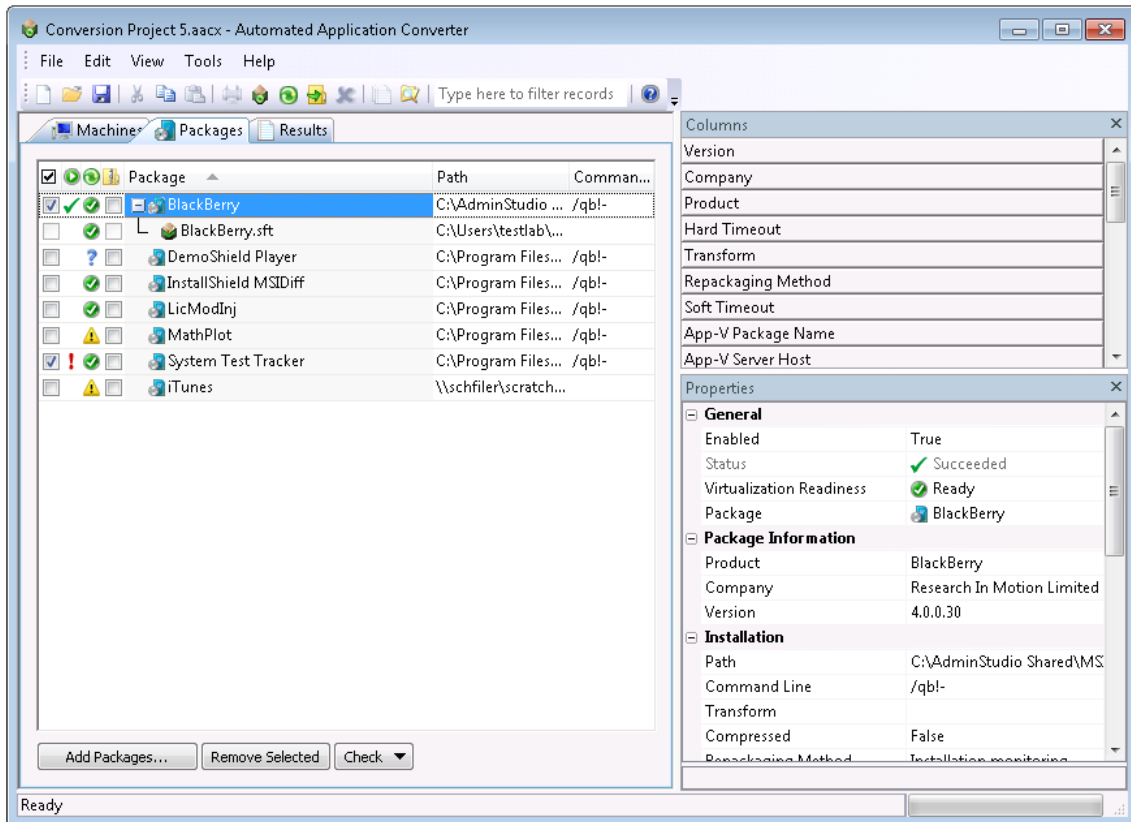 Conversion Project 5.aacx - Automated Application Converter
File Edit View Tools Help
Type here to filter records
Machines Packages Results
Package Path Comman...
BlackBerry C:\AdminStudio ... /qb!-
BlackBerry.sft C:\Users\testlab\...
DemoShield Player C:\Program Files... /qb!-
InstallShield MSIDiff C:\Program Files... /qb!-
LicModInj C:\Program Files... /qb!-
MathPlot C:\Program Files... /qb!-
System Test Tracker C:\Program Files... /qb!-
iTunes \\schfiler\scratch...
Add Packages... Remove Selected Check
Columns
Version
Company
Product
Hard Timeout
Transform
Repackaging Method
Soft Timeout
App-V Package Name
App-V Server Host
Properties
General
Enabled True
Status Succeeded
Virtualization Readiness Ready
Package BlackBerry
Package Information
Product BlackBerry
Company Research In Motion Limited
Version 4.0.0.30
Installation
Path C:\AdminStudio Shared\MS
Command Line /qb!-
Transform
Compressed False
Repackaging Method Installation monitoring
Ready